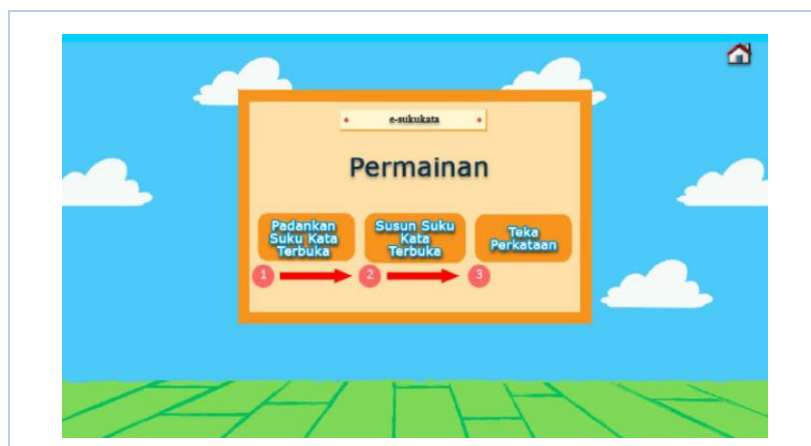 e-sukukata
Permainan
Padankan
Suku Kata
Terbuka
Susun Suku
Kata
Terbuka
Teka
Perkataan
1
2
3